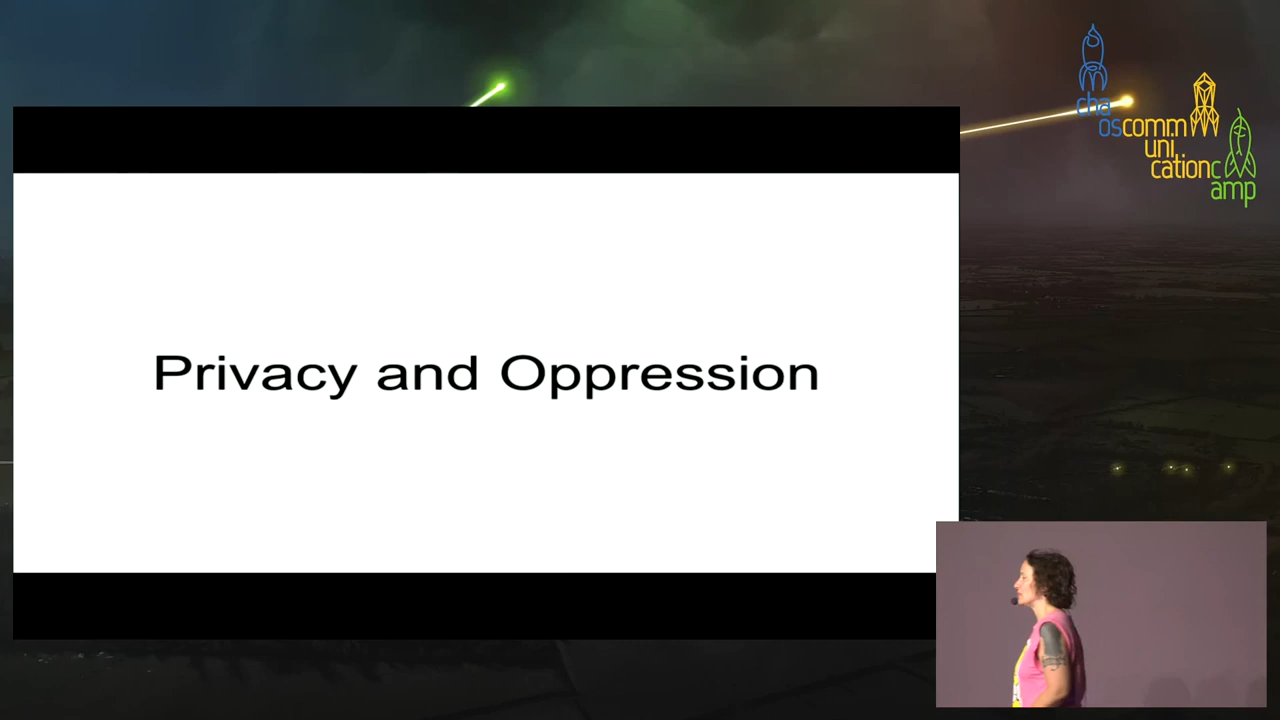 cha
oscomm
uni
cationc
amp
Privacy and Oppression